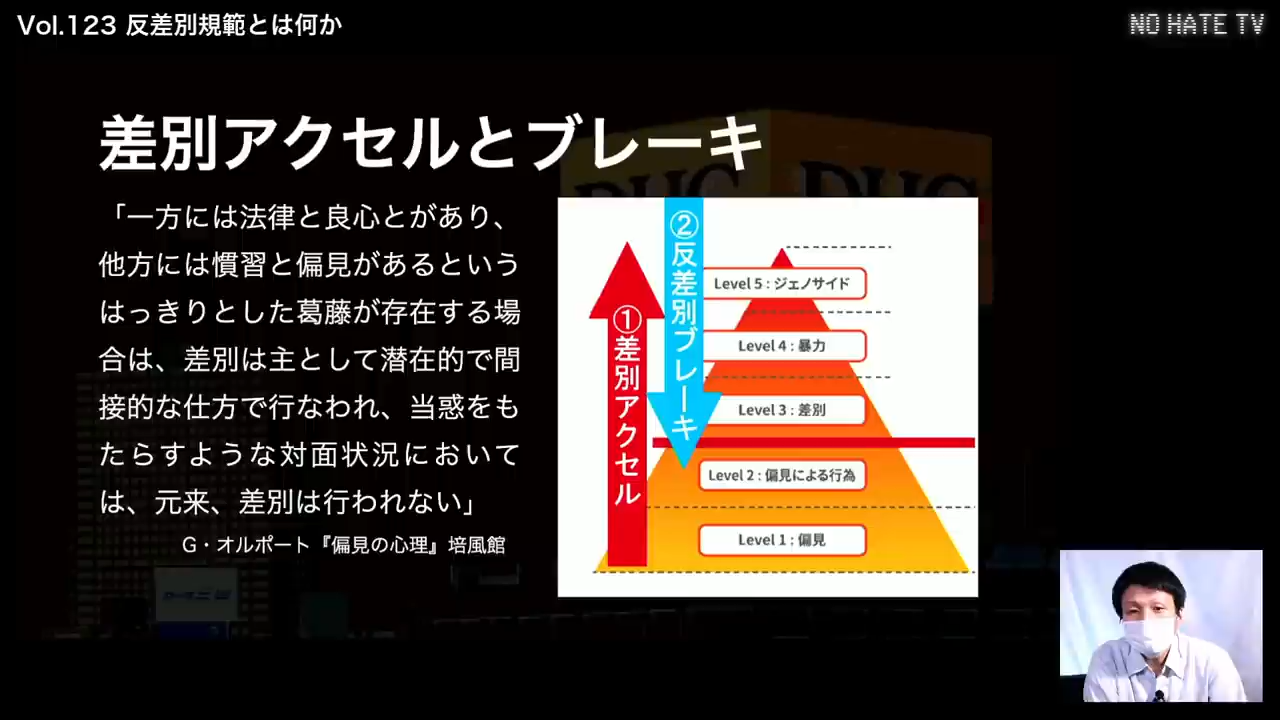 Vol.123 反差別規範とは何か
NO HATE TV
差別アクセルとブレーキ
「一方には法律と良心とがあり、
他方には慣習と偏見があるという
はっきりとした葛藤が存在する場
合は、差別は主として潜在的で間
接的な仕方で行なわれ、当惑をも
たらすような対面状況において
は、元来、差別は行われない」
G・オルポート『偏見の心理』培風館
①差別アクセル
②反差別ブレーキ
Level 5 : ジェノサイド
Level 4 : 暴力
Level 3 : 差別
Level 2 : 偏見による行為
Level 1 : 偏見
DHC DHC